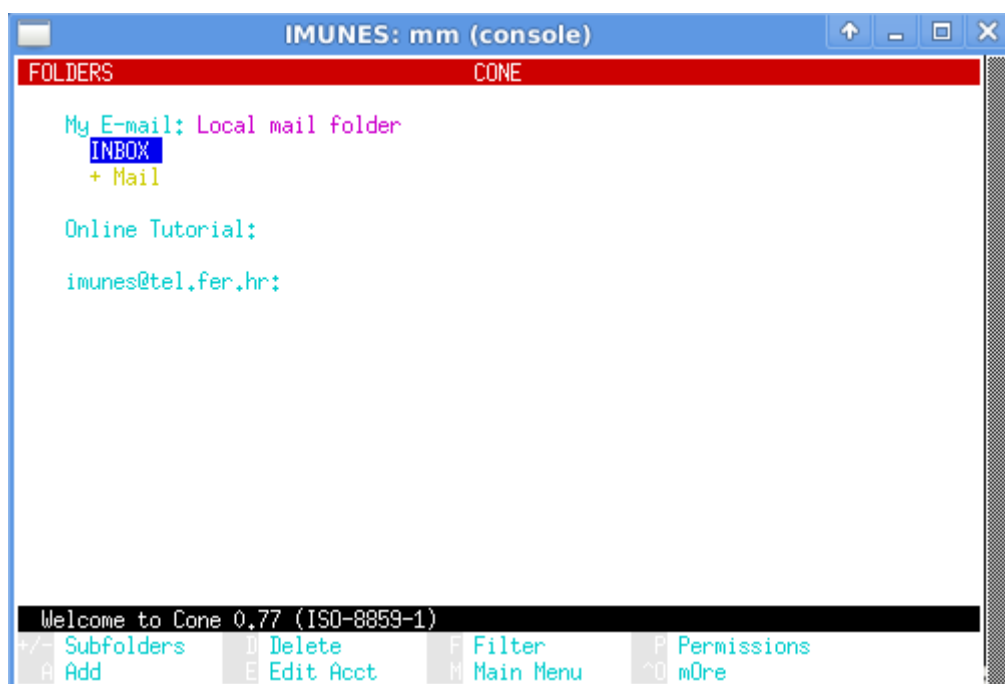 IMUNES: mm (console)
FOLDERS CONE
My E-mail: Local mail folder
INBOX
+ Mail
Online Tutorial:
imunes@tel.fer.hr:
Welcome to Cone 0.77 (ISO-8859-1)
+/- Subfolders D Delete F Filter P Permissions
A Add E Edit Acct M Main Menu ^O mOre